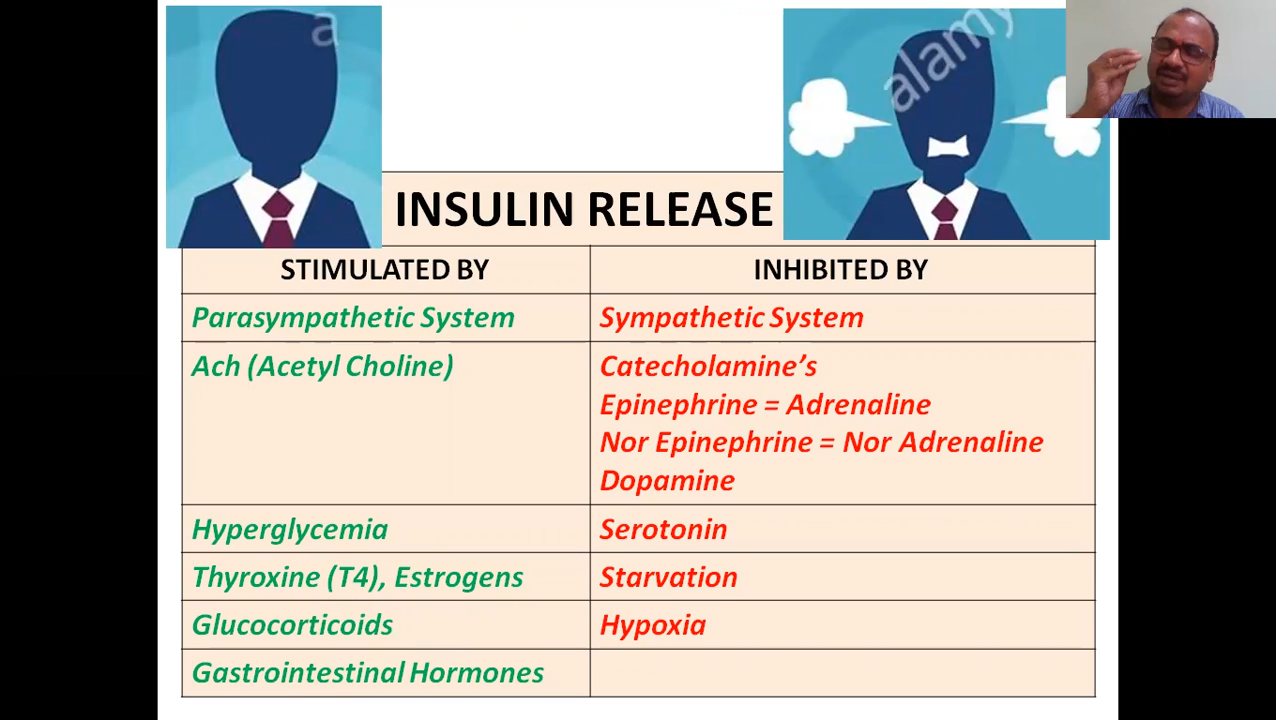 a
alamy
INSULIN RELEASE
STIMULATED BY
INHIBITED BY
Parasympathetic System
Sympathetic System
Ach (Acetyl Choline)
Catecholamine’s
Epinephrine = Adrenaline
Nor Epinephrine = Nor Adrenaline
Dopamine
Hyperglycemia
Serotonin
Thyroxine (T4), Estrogens
Starvation
Glucocorticoids
Hypoxia
Gastrointestinal Hormones